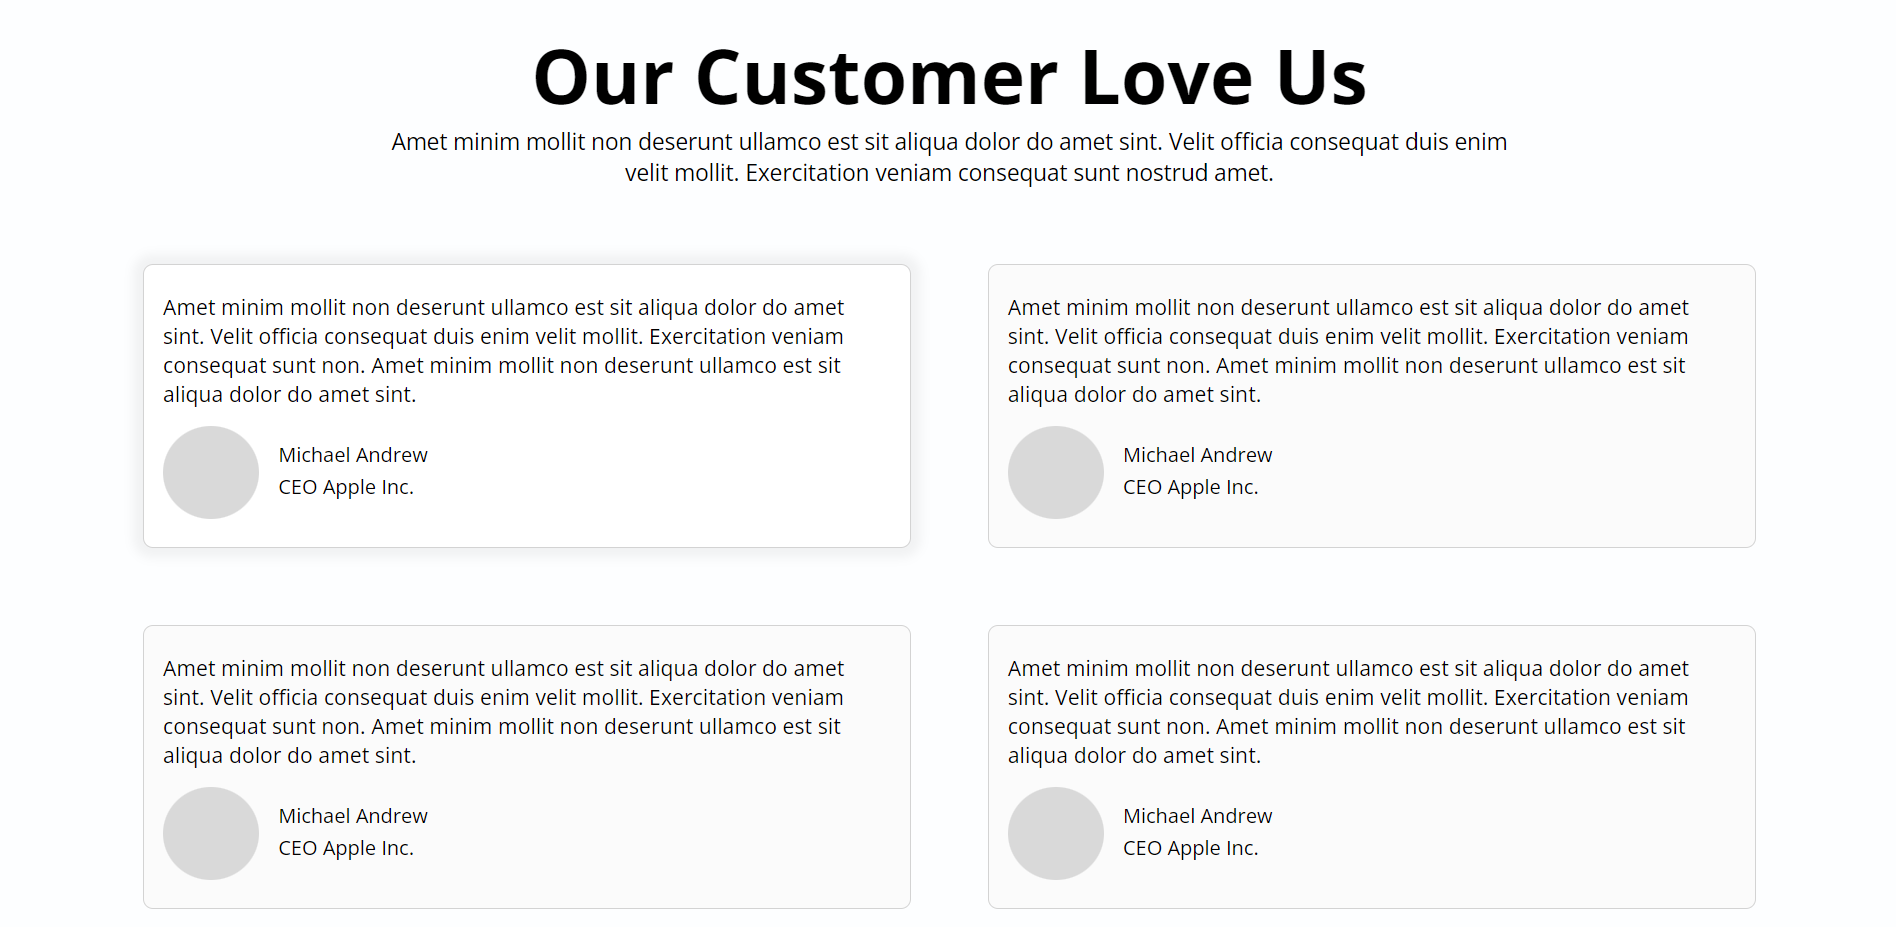 Our Customer Love Us
Amet minim mollit non deserunt ullamco est sit aliqua dolor do amet sint. Velit officia consequat duis enim
velit mollit. Exercitation veniam consequat sunt nostrud amet.
Amet minim mollit non deserunt ullamco est sit aliqua dolor do amet
sint. Velit officia consequat duis enim velit mollit. Exercitation veniam
consequat sunt non. Amet minim mollit non deserunt ullamco est sit
aliqua dolor do amet sint.
Michael Andrew
CEO Apple Inc.
Amet minim mollit non deserunt ullamco est sit aliqua dolor do amet
sint. Velit officia consequat duis enim velit mollit. Exercitation veniam
consequat sunt non. Amet minim mollit non deserunt ullamco est sit
aliqua dolor do amet sint.
Michael Andrew
CEO Apple Inc.
Amet minim mollit non deserunt ullamco est sit aliqua dolor do amet
sint. Velit officia consequat duis enim velit mollit. Exercitation veniam
consequat sunt non. Amet minim mollit non deserunt ullamco est sit
aliqua dolor do amet sint.
Michael Andrew
CEO Apple Inc.
Amet minim mollit non deserunt ullamco est sit aliqua dolor do amet
sint. Velit officia consequat duis enim velit mollit. Exercitation veniam
consequat sunt non. Amet minim mollit non deserunt ullamco est sit
aliqua dolor do amet sint.
Michael Andrew
CEO Apple Inc.